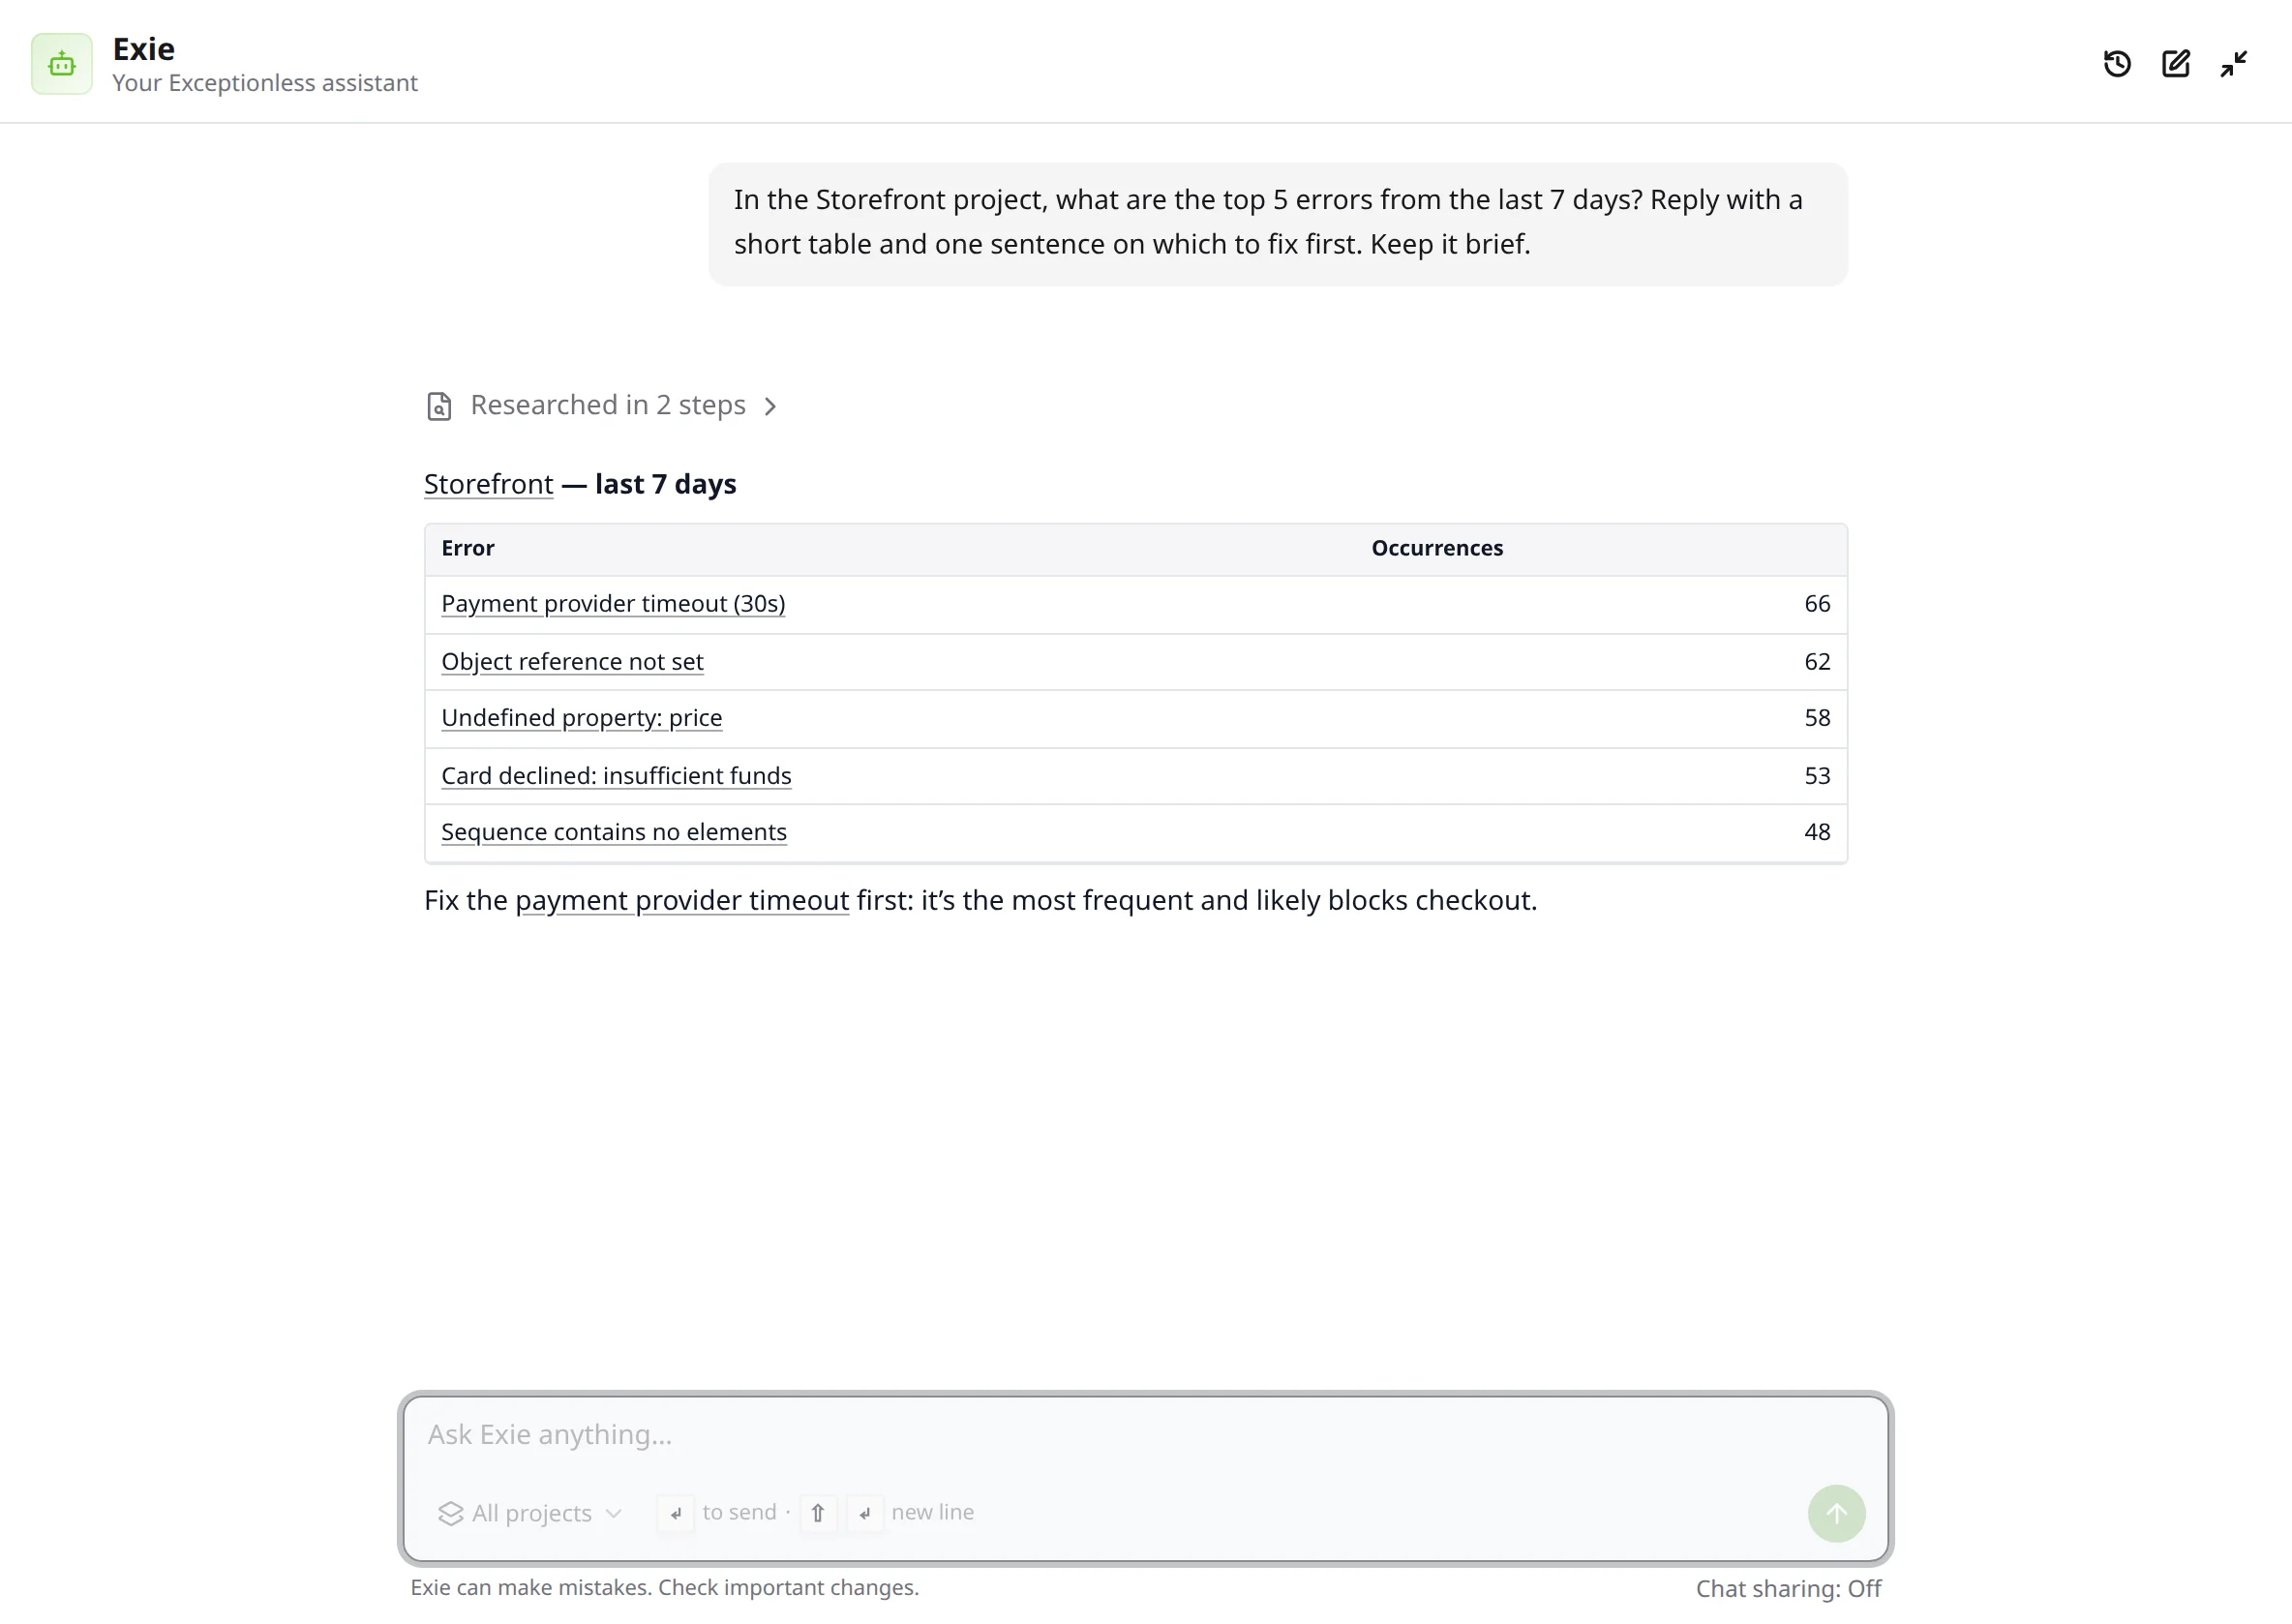 Exie
Your Exceptionless assistant
In the Storefront project, what are the top 5 errors from the last 7 days? Reply with a
short table and one sentence on which to fix first. Keep it brief.
Researched in 2 steps
Storefront — last 7 days
Error Occurrences
Payment provider timeout (30s) 66
Object reference not set 62
Undefined property: price 58
Card declined: insufficient funds 53
Sequence contains no elements 48
Fix the payment provider timeout first: it’s the most frequent and likely blocks checkout.
Ask Exie anything...
All projects ↲ to send · ⇧ ↲ new line
Exie can make mistakes. Check important changes. Chat sharing: Off